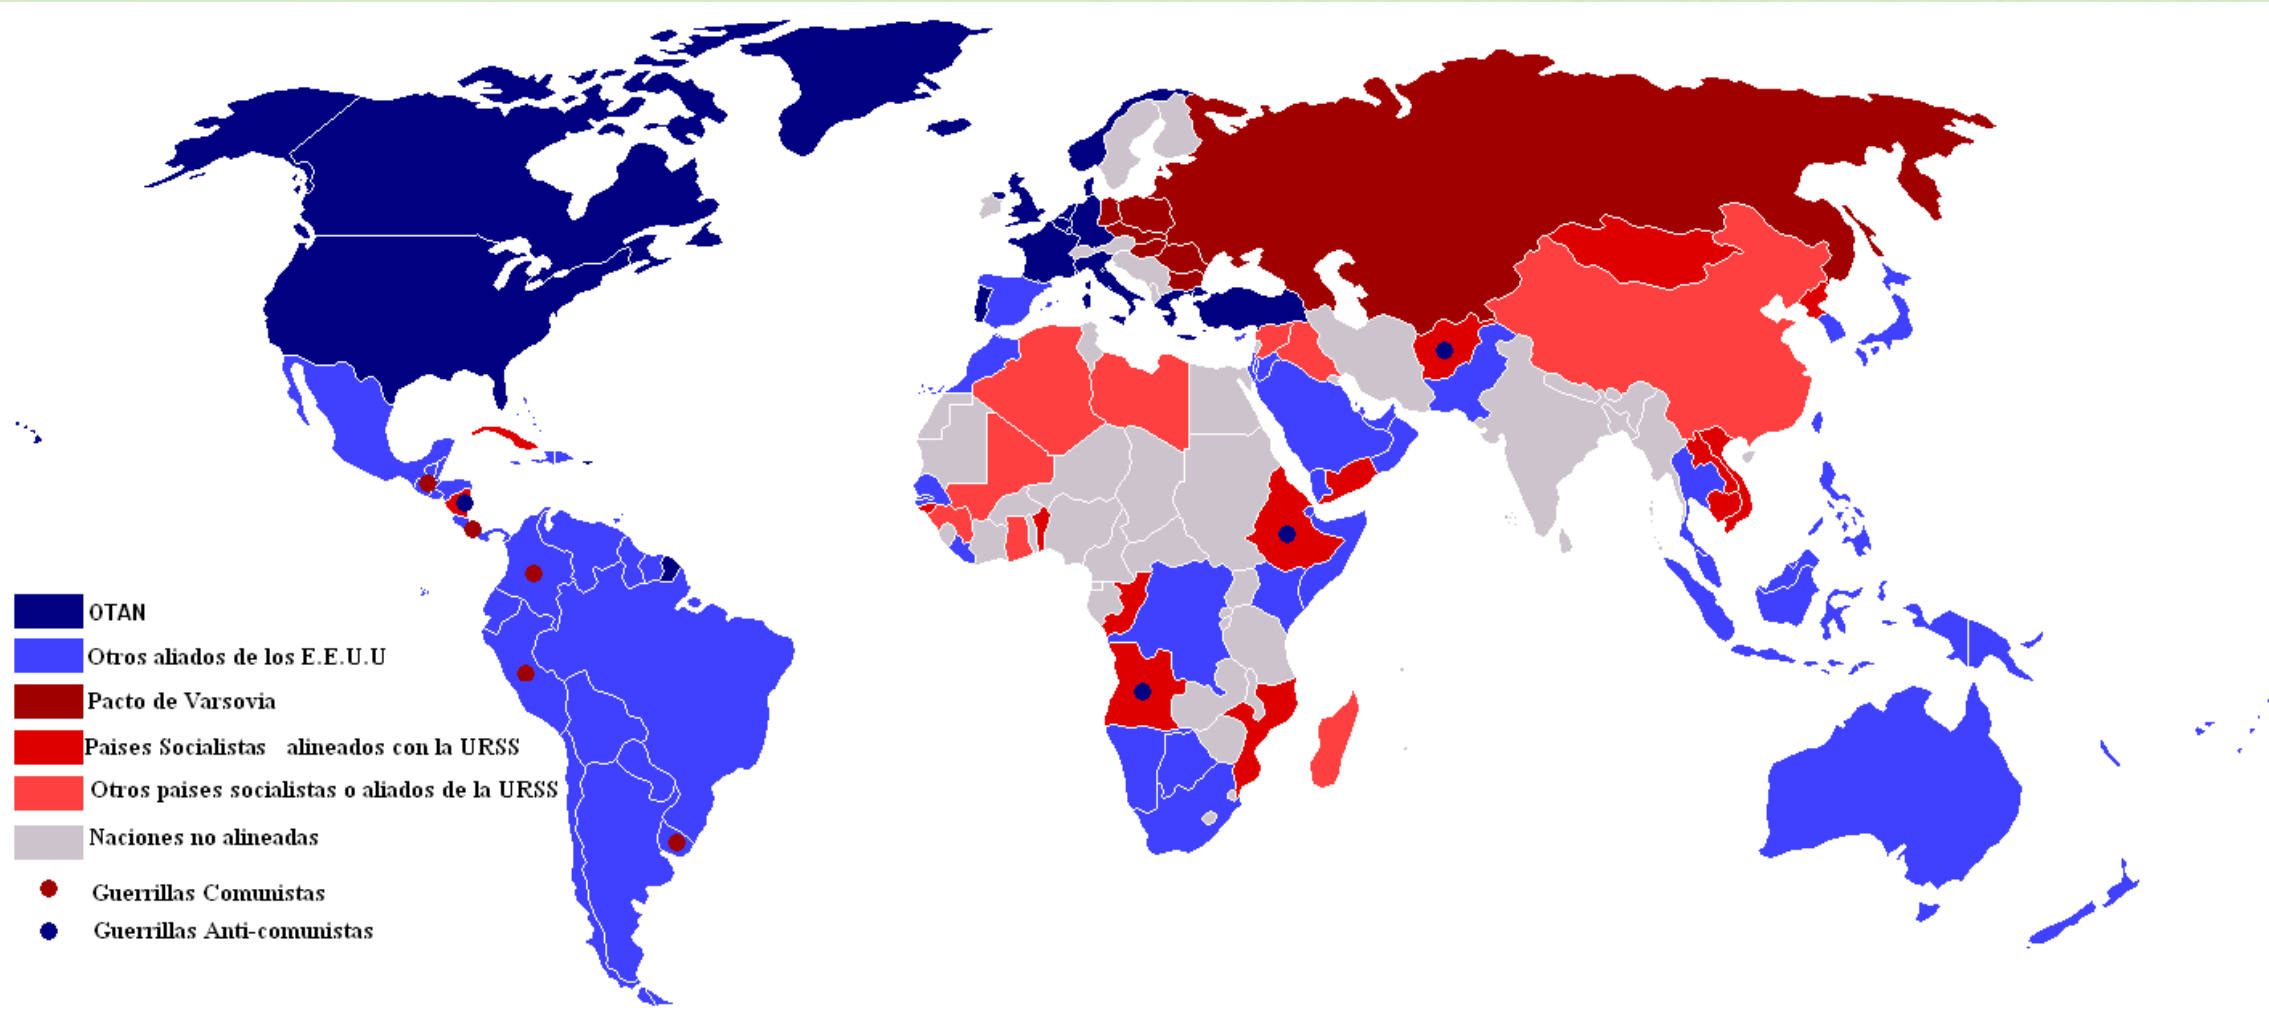 OTAN
Otros aliados de los E.E.U.U
Pacto de Varsovia
Paises Socialistas alineados con la URSS
Otros paises socialistas o aliados de la URSS
Naciones no alineadas
Guerrillas Comunistas
Guerrillas Anti-comunistas